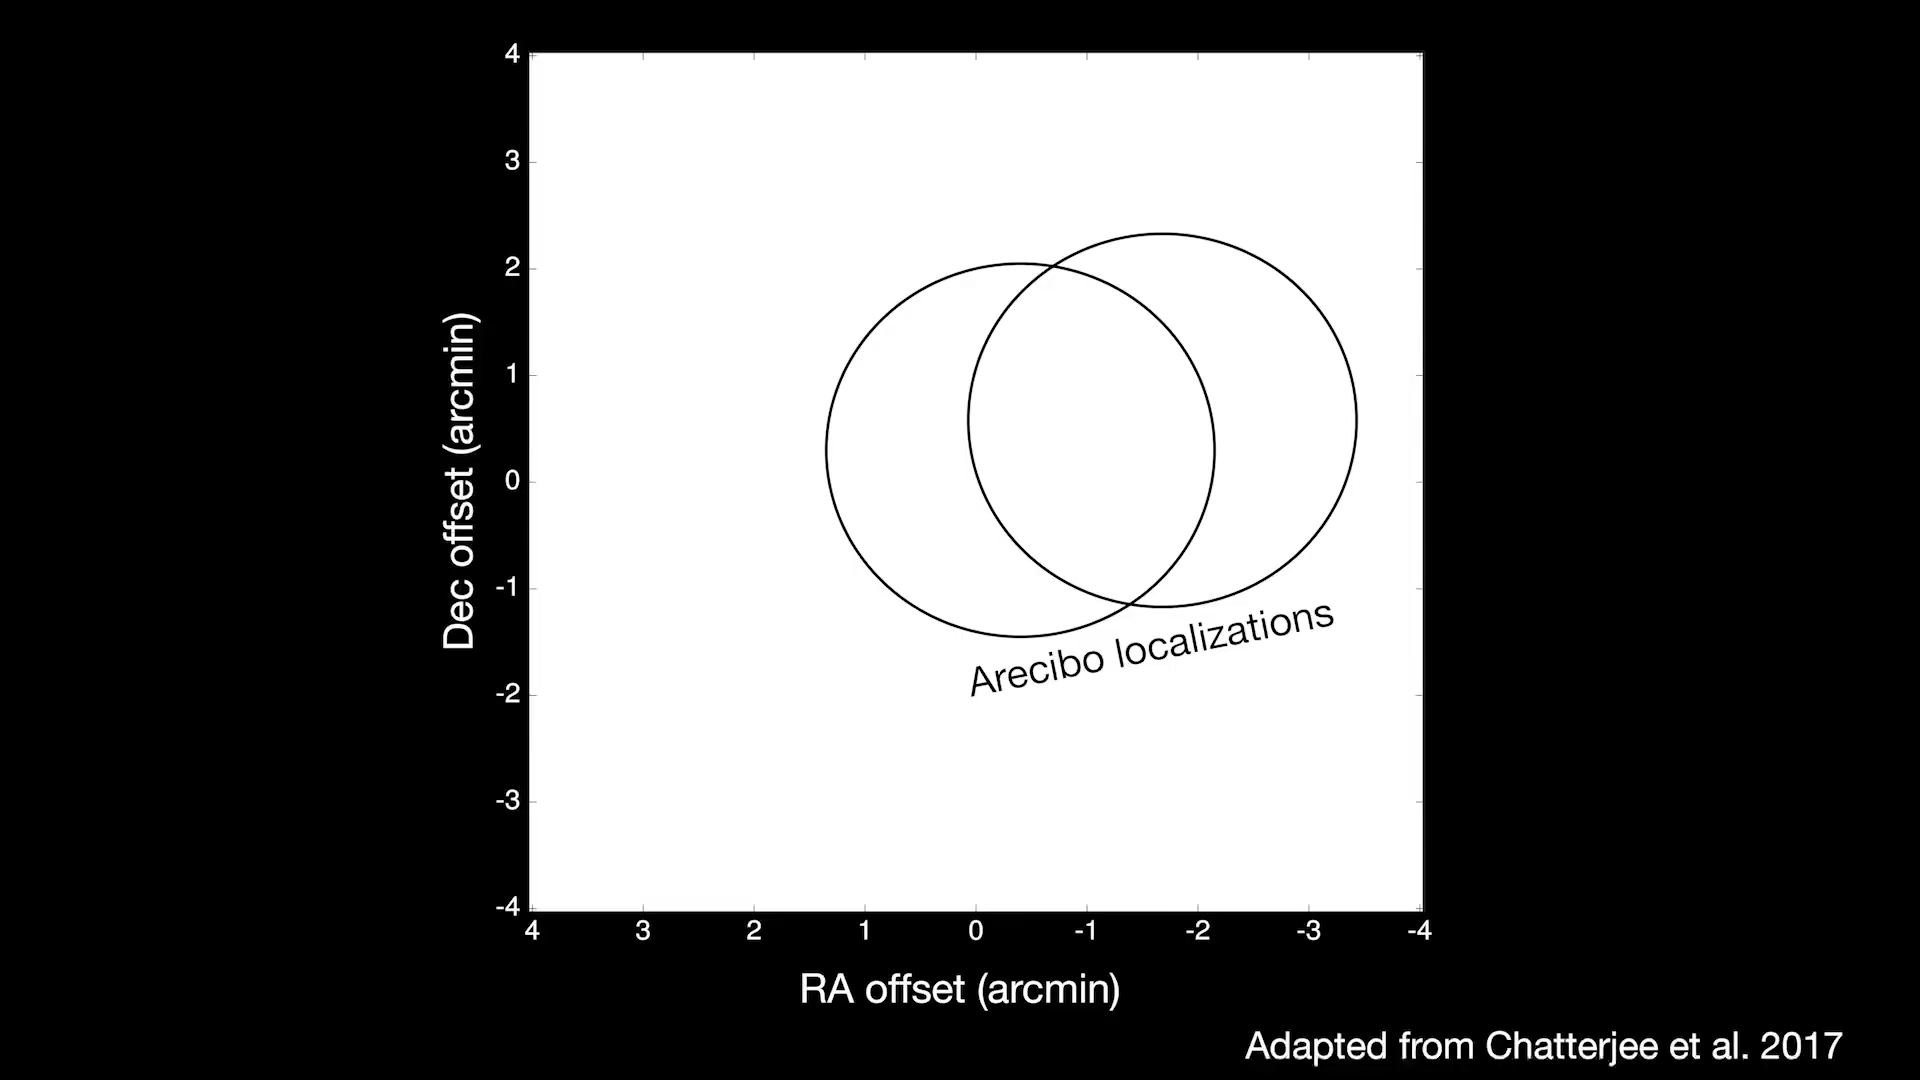 4
3
2
1
0
-1
-2
-3
-4
Dec offset (arcmin)
Arecibo localizations
4 3 2 1 0 -1 -2 -3 -4
RA offset (arcmin)
Adapted from Chatterjee et al. 2017